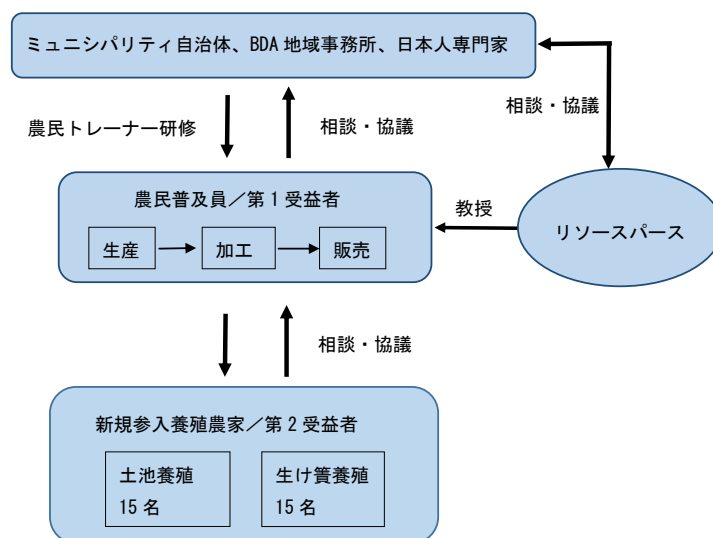 ミュニシパリティ自治体、BDA 地域事務所、日本人専門家
農民トレーナー研修
相談・協議
相談・協議
農民普及員／第１受益者
生産
加工
販売
教授
リソースパース
相談・協議
新規参入養殖農家／第２受益者
土池養殖
15 名
生け簀養殖
15 名